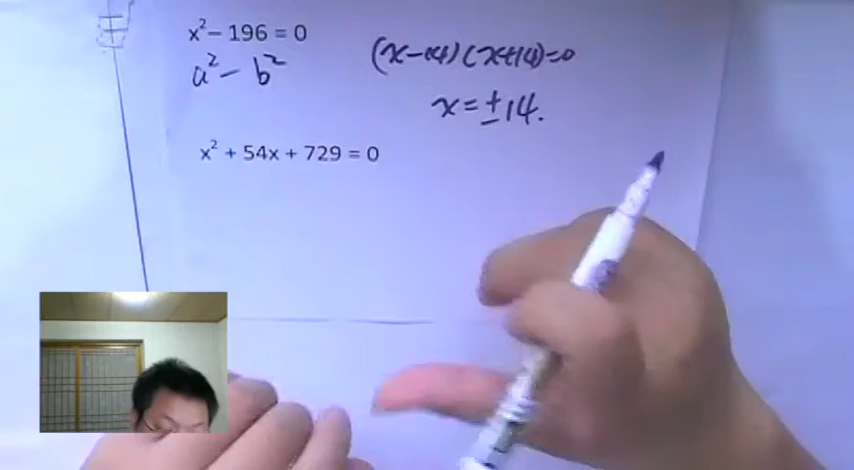 x² − 196 = 0
a² − b²
(x−14)(x+14)=0
x = ±14.
x² + 54x + 729 = 0